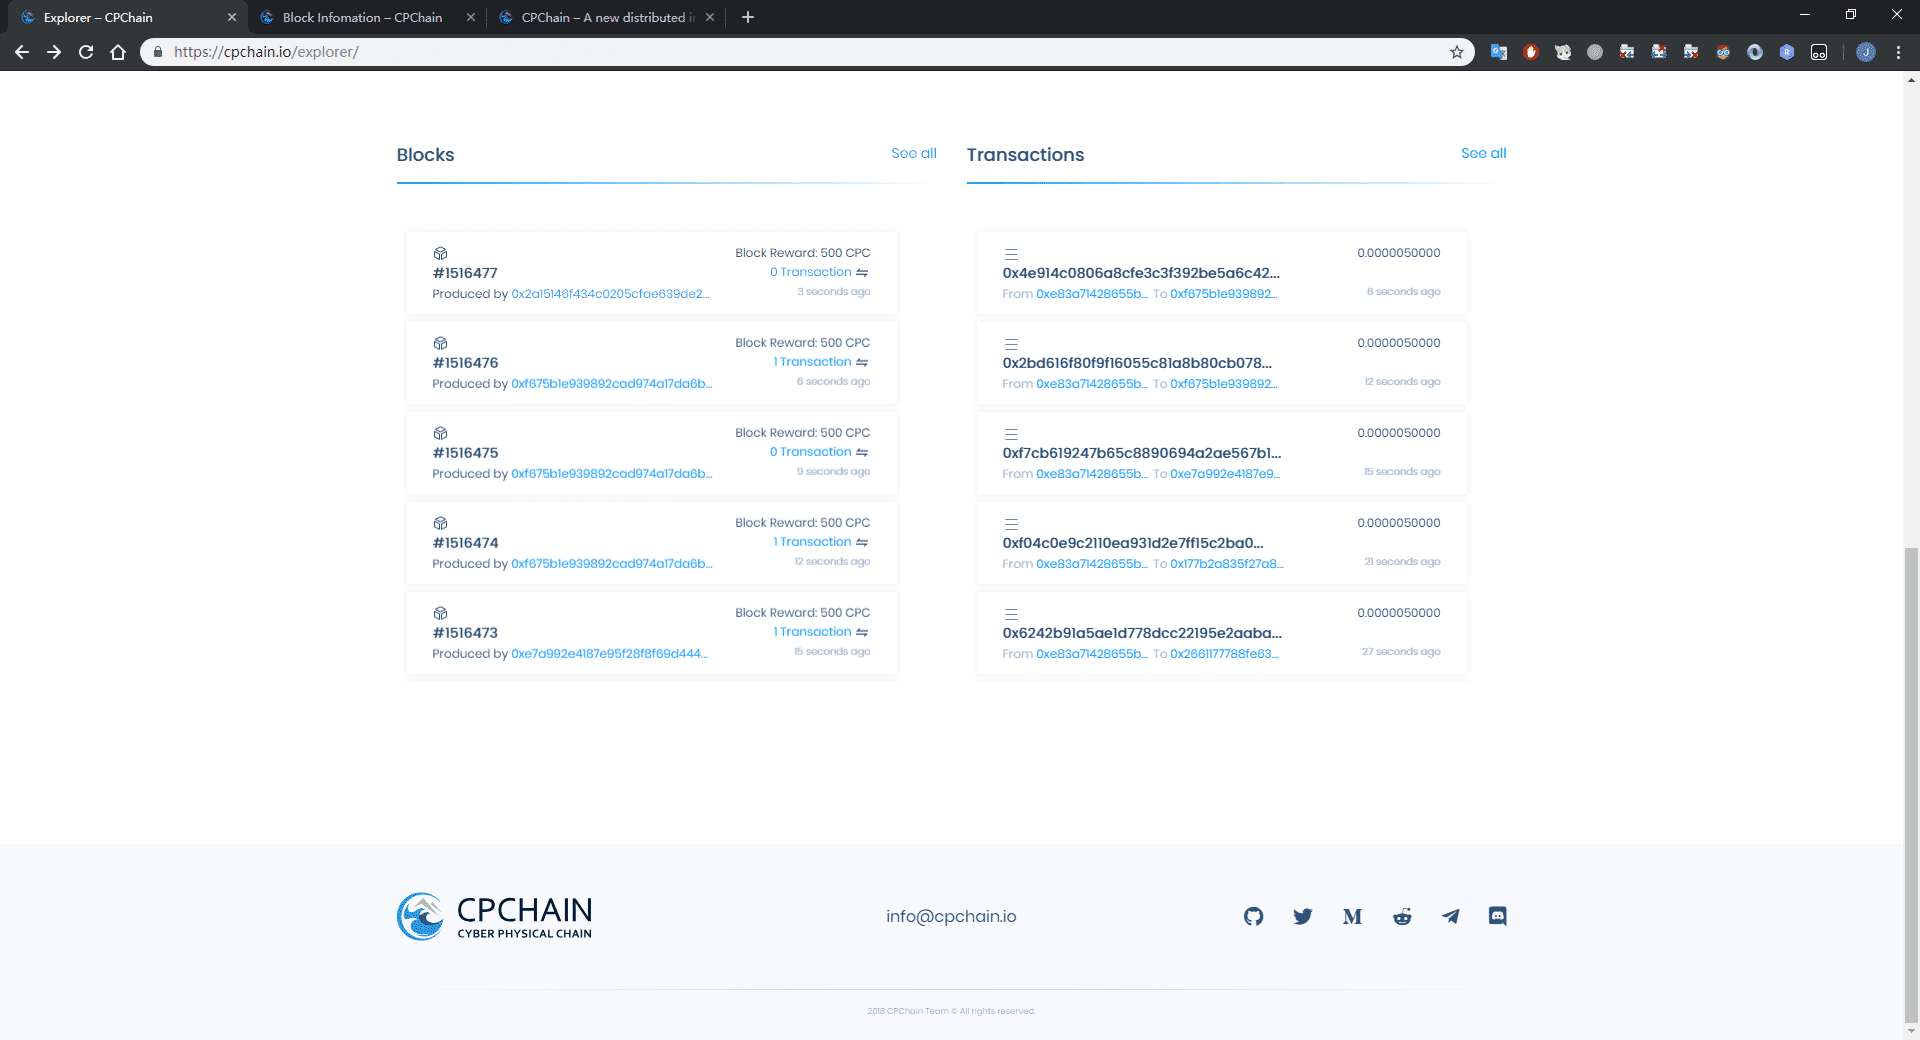 Explorer – CPChain
Block Infomation – CPChain
CPChain – A new distributed i
https://cpchain.io/explorer/
Blocks
See all
#1516477
Produced by 0x2a15146f434c0205cfae639de2...
Block Reward: 500 CPC
0 Transaction
3 seconds ago
#1516476
Produced by 0xf675b1e939892cad974a17da6b...
Block Reward: 500 CPC
1 Transaction
6 seconds ago
#1516475
Produced by 0xf675b1e939892cad974a17da6b...
Block Reward: 500 CPC
0 Transaction
9 seconds ago
#1516474
Produced by 0xf675b1e939892cad974a17da6b...
Block Reward: 500 CPC
1 Transaction
12 seconds ago
#1516473
Produced by 0xe7a992e4187e95f28f8f69d444...
Block Reward: 500 CPC
1 Transaction
15 seconds ago
Transactions
See all
0x4e914c0806a8cfe3c3f392be5a6c42...
From 0xe83a71428655b... To 0xf675b1e939892...
0.0000050000
6 seconds ago
0x2bd616f80f9f16055c81a8b80cb078...
From 0xe83a71428655b... To 0xf675b1e939892...
0.0000050000
12 seconds ago
0xf7cb619247b65c8890694a2ae567b1...
From 0xe83a71428655b... To 0xe7a992e4187e9...
0.0000050000
15 seconds ago
0xf04c0e9c2110ea931d2e7ff15c2ba0...
From 0xe83a71428655b... To 0x177b2a835f27a8...
0.0000050000
21 seconds ago
0x6242b91a5ae1d778dcc22195e2aaba...
From 0xe83a71428655b... To 0x2661177788fe63...
0.0000050000
27 seconds ago
CPCHAIN
CYBER PHYSICAL CHAIN
info@cpchain.io
2018 CPChain Team © All rights reserved.